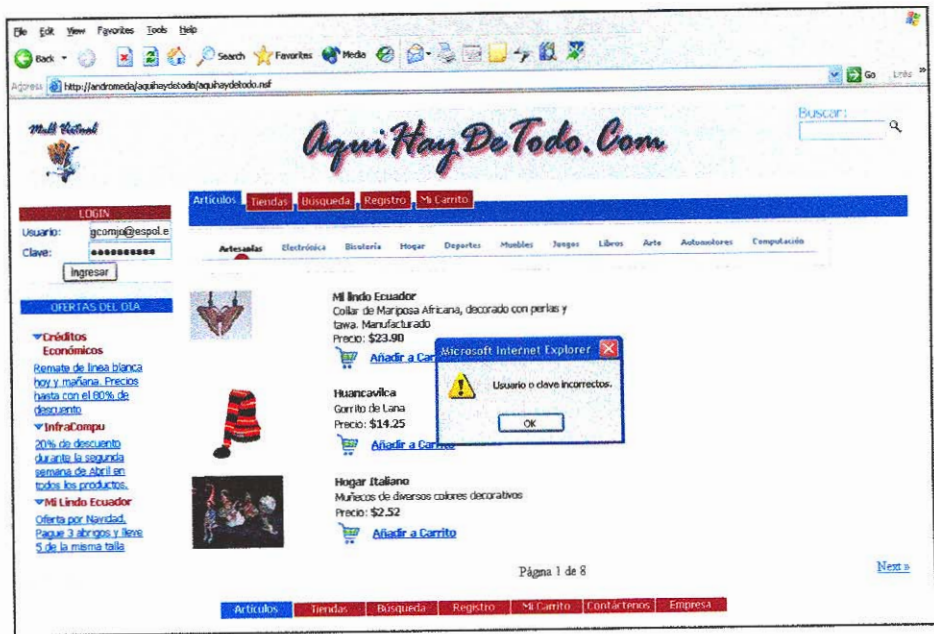 File Edit View Favorites Tools Help
Back Search Favorites Media
Address http://andromeda/aquihaydetodo/aquihaydetodo.nsf Go Links »
Mall Virtual
AquiHayDeTodo.Com
Buscar:
Artículos Tiendas Búsqueda Registro Mi Carrito
LOGIN
Usuario: gcornjo@espol.e
Clave: ●●●●●●●●●●
Ingresar
Artesanías Electrónica Bisutería Hogar Deportes Muebles Juegos Libros Arte Automotores Computación
OFERTAS DEL DIA
Créditos
Económicos
Remate de linea blanca
hoy y mañana. Precios
hasta con el 80% de
descuento
InfraCompu
20% de descuento
durante la segunda
semana de Abril en
todos los productos.
Mi Lindo Ecuador
Oferta por Navidad.
Pague 3 abrigos y lleve
5 de la misma talla
Mi lindo Ecuador
Collar de Mariposa Africana, decorado con perlas y
tawa. Manufacturado
Precio: $23.90
Añadir a Car
Huancavilca
Gorrito de Lana
Precio: $14.25
Añadir a Carrito
Hogar Italiano
Muñecos de diversos colores decorativos
Precio: $2.52
Añadir a Carrito
Microsoft Internet Explorer
Usuario o clave incorrectos.
OK
Página 1 de 8
Next »
Artículos Tiendas Búsqueda Registro Mi Carrito Contáctenos Empresa